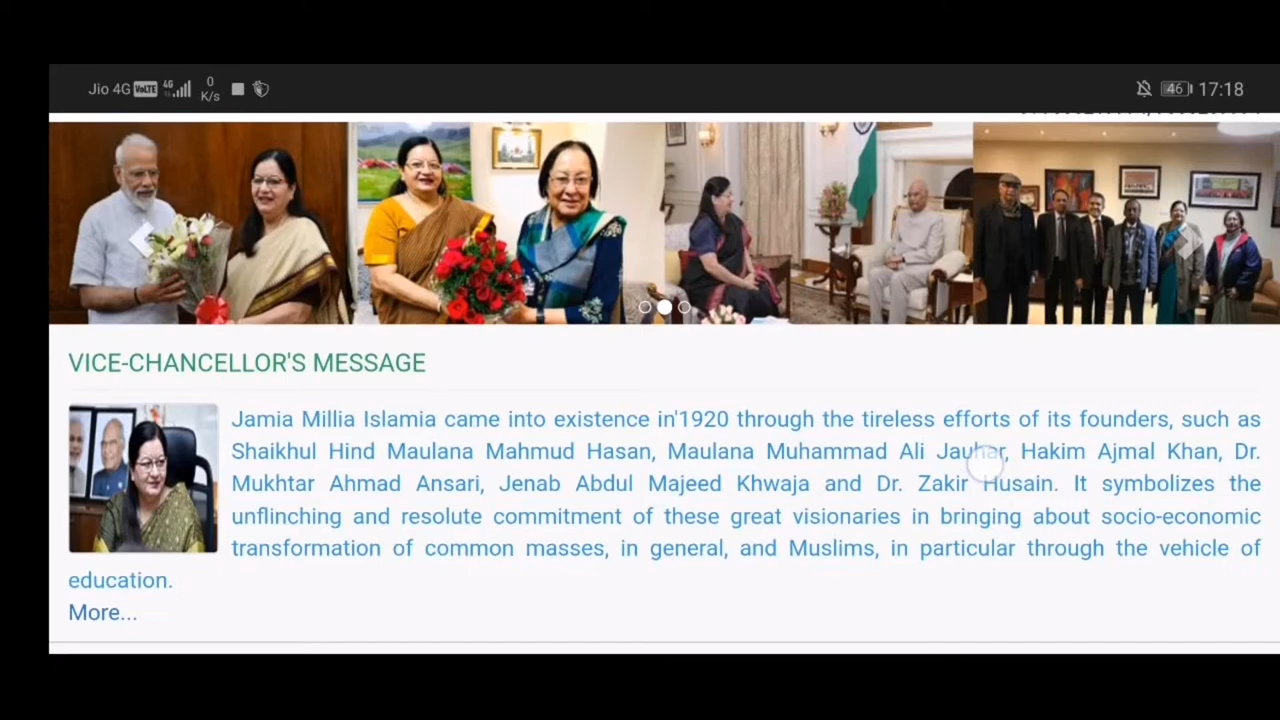 Jio 4G VoLTE 4G 0 K/s 46 17:18
VICE-CHANCELLOR'S MESSAGE
Jamia Millia Islamia came into existence in'1920 through the tireless efforts of its founders, such as
Shaikhul Hind Maulana Mahmud Hasan, Maulana Muhammad Ali Jauhar, Hakim Ajmal Khan, Dr.
Mukhtar Ahmad Ansari, Jenab Abdul Majeed Khwaja and Dr. Zakir Husain. It symbolizes the
unflinching and resolute commitment of these great visionaries in bringing about socio-economic
transformation of common masses, in general, and Muslims, in particular through the vehicle of
education.
More...